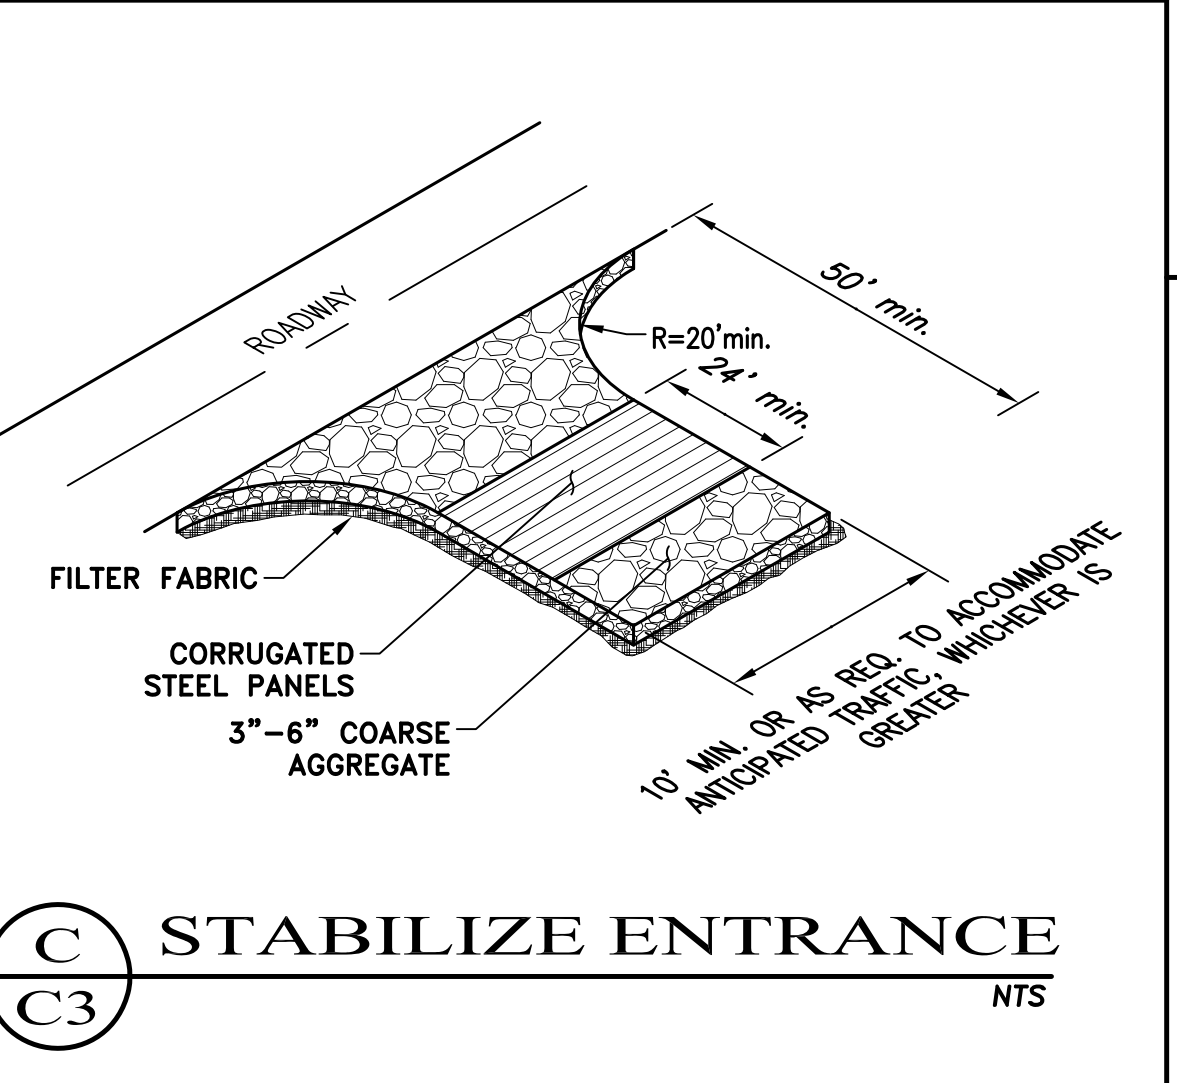 50' min.
ROADWAY
R=20'min.
24' min.
FILTER FABRIC
CORRUGATED
STEEL PANELS
3”-6” COARSE
AGGREGATE
10' MIN. OR AS REQ. TO ACCOMMODATE
ANTICIPATED TRAFFIC, WHICHEVER IS
GREATER
C
STABILIZE ENTRANCE
C3
NTS